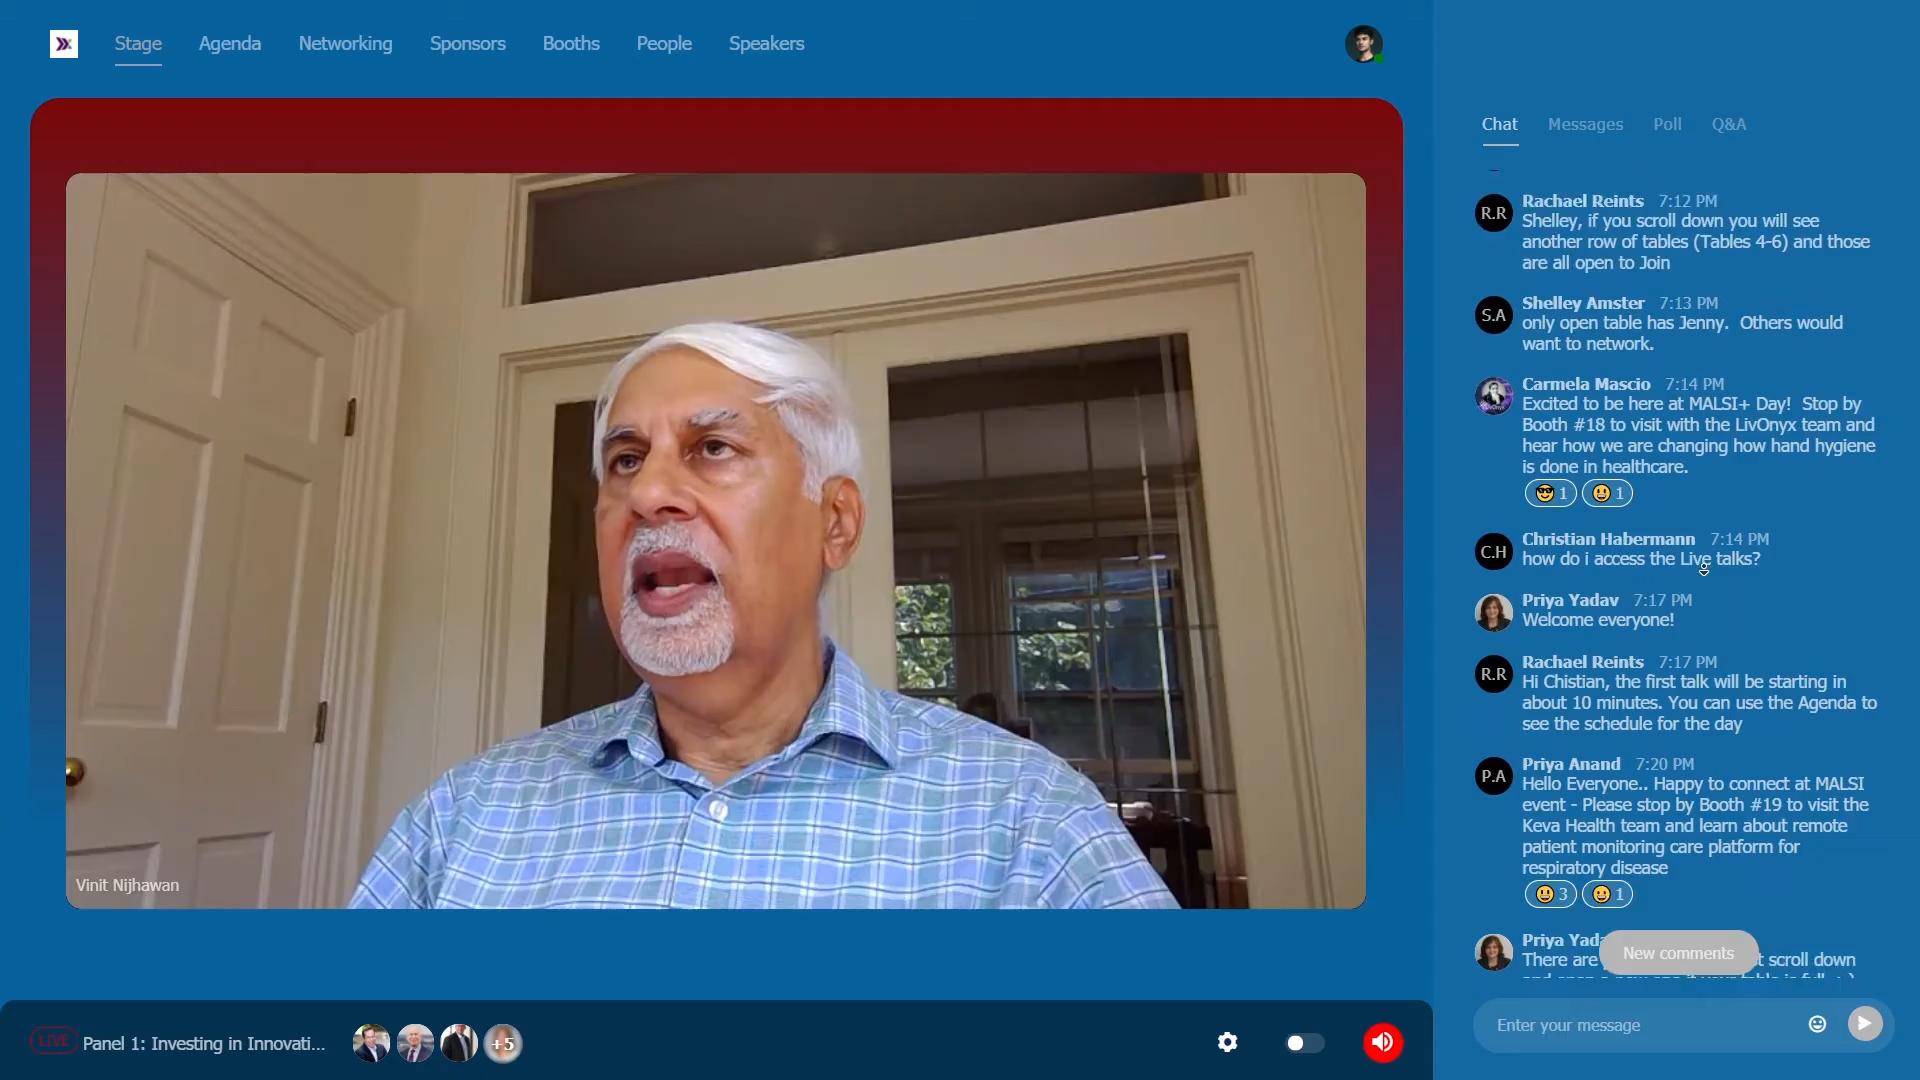 Stage Agenda Networking Sponsors Booths People Speakers
Vinit Nijhawan
LIVE Panel 1: Investing in Innovati... +5
Chat Messages Poll Q&A
R.R Rachael Reints 7:12 PM
Shelley, if you scroll down you will see
another row of tables (Tables 4-6) and those
are all open to Join
S.A Shelley Amster 7:13 PM
only open table has Jenny. Others would
want to network.
Carmela Mascio 7:14 PM
Excited to be here at MALSI+ Day! Stop by
Booth #18 to visit with the LivOnyx team and
hear how we are changing how hand hygiene
is done in healthcare.
😎 1 😀 1
C.H Christian Habermann 7:14 PM
how do i access the Live talks?
Priya Yadav 7:17 PM
Welcome everyone!
R.R Rachael Reints 7:17 PM
Hi Chistian, the first talk will be starting in
about 10 minutes. You can use the Agenda to
see the schedule for the day
P.A Priya Anand 7:20 PM
Hello Everyone.. Happy to connect at MALSI
event - Please stop by Booth #19 to visit the
Keva Health team and learn about remote
patient monitoring care platform for
respiratory disease
😃 3 😀 1
Priya
New comments
There are scroll down
Enter your message